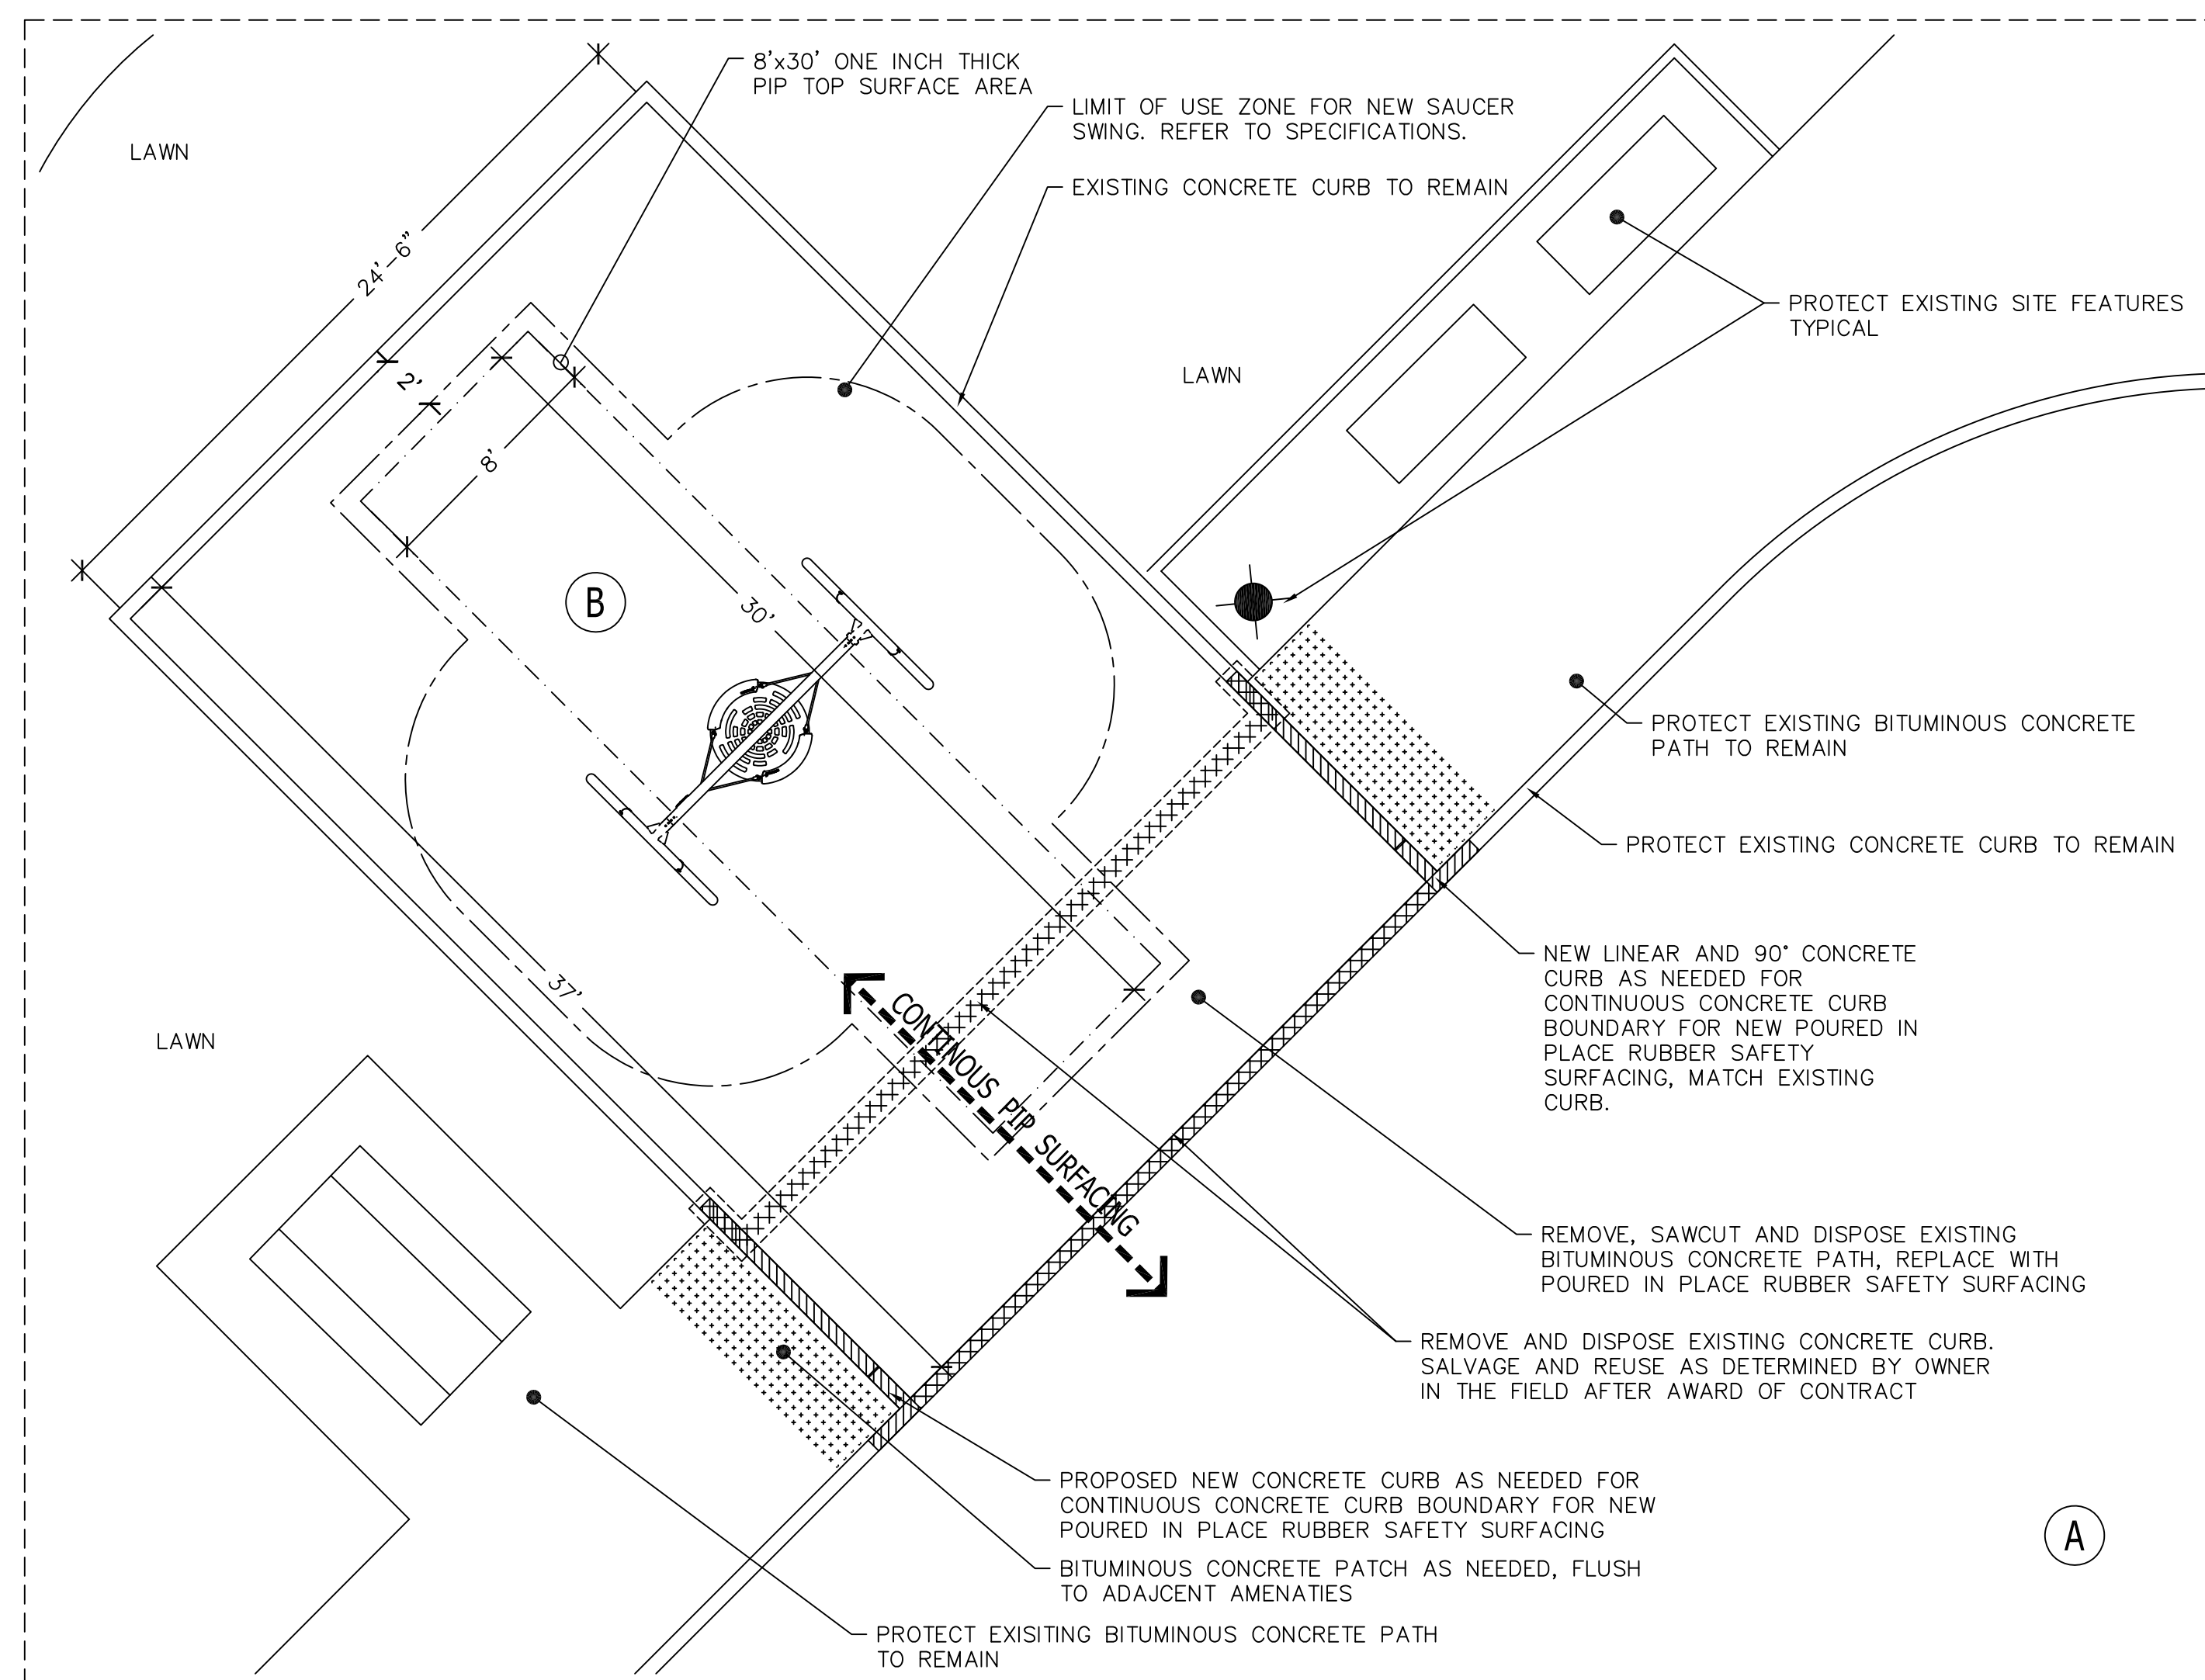 8'x30' ONE INCH THICK
PIP TOP SURFACE AREA
LIMIT OF USE ZONE FOR NEW SAUCER
SWING. REFER TO SPECIFICATIONS.
EXISTING CONCRETE CURB TO REMAIN
LAWN
24'-6"
2'
8'
30'
B
37'
LAWN
PROTECT EXISTING SITE FEATURES
TYPICAL
PROTECT EXISTING BITUMINOUS CONCRETE
PATH TO REMAIN
PROTECT EXISTING CONCRETE CURB TO REMAIN
NEW LINEAR AND 90° CONCRETE
CURB AS NEEDED FOR
CONTINUOUS CONCRETE CURB
BOUNDARY FOR NEW POURED IN
PLACE RUBBER SAFETY
SURFACING, MATCH EXISTING
CURB.
LAWN
CONTINOUS PIP SURFACING
REMOVE, SAWCUT AND DISPOSE EXISTING
BITUMINOUS CONCRETE PATH, REPLACE WITH
POURED IN PLACE RUBBER SAFETY SURFACING
REMOVE AND DISPOSE EXISTING CONCRETE CURB.
SALVAGE AND REUSE AS DETERMINED BY OWNER
IN THE FIELD AFTER AWARD OF CONTRACT
PROPOSED NEW CONCRETE CURB AS NEEDED FOR
CONTINUOUS CONCRETE CURB BOUNDARY FOR NEW
POURED IN PLACE RUBBER SAFETY SURFACING
A
BITUMINOUS CONCRETE PATCH AS NEEDED, FLUSH
TO ADAJCENT AMENATIES
PROTECT EXISITING BITUMINOUS CONCRETE PATH
TO REMAIN